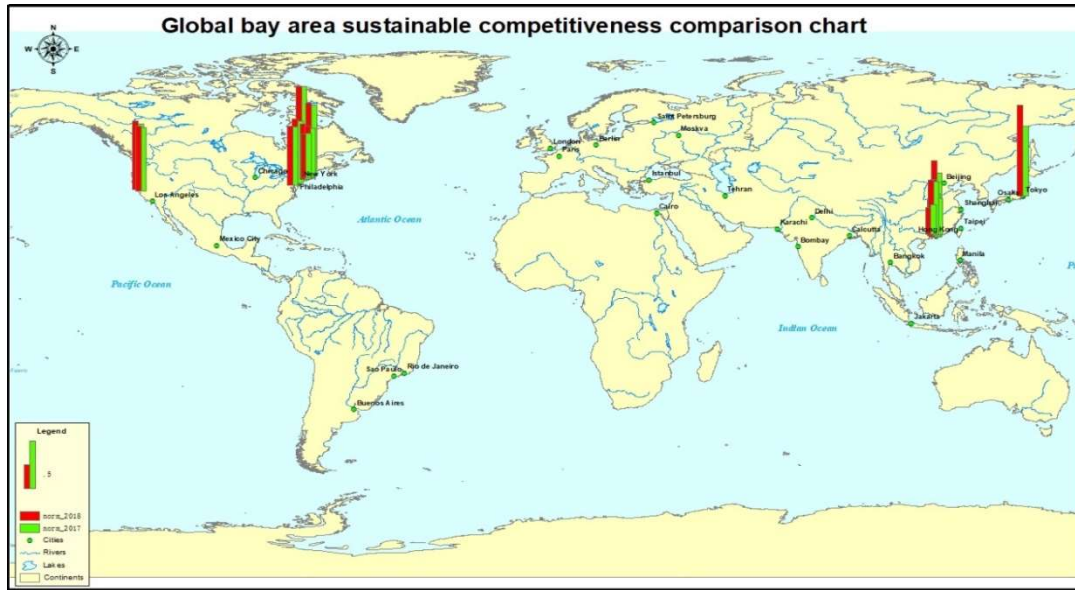 Global bay area sustainable competitiveness comparison chart
N
W E
S
Saint Petersburg
Moskva
London
Berlin
Paris
Chicago
New York
Philadelphia
Istanbul
Beijing
Tehran
Los Angeles
Osaka
Tokyo
Shanghai
Cairo
Atlantic Ocean
Delhi
Karachi
Taipei
Hong Kong
Calcutta
Mexico City
Bombay
Bangkok
Manila
Pacific Ocean
Jakarta
Indian Ocean
Sao Paulo
Rio de Janeiro
Buenos Aires
Legend
.5
norm_2018
norm_2017
Cities
Rivers
Lakes
Continents